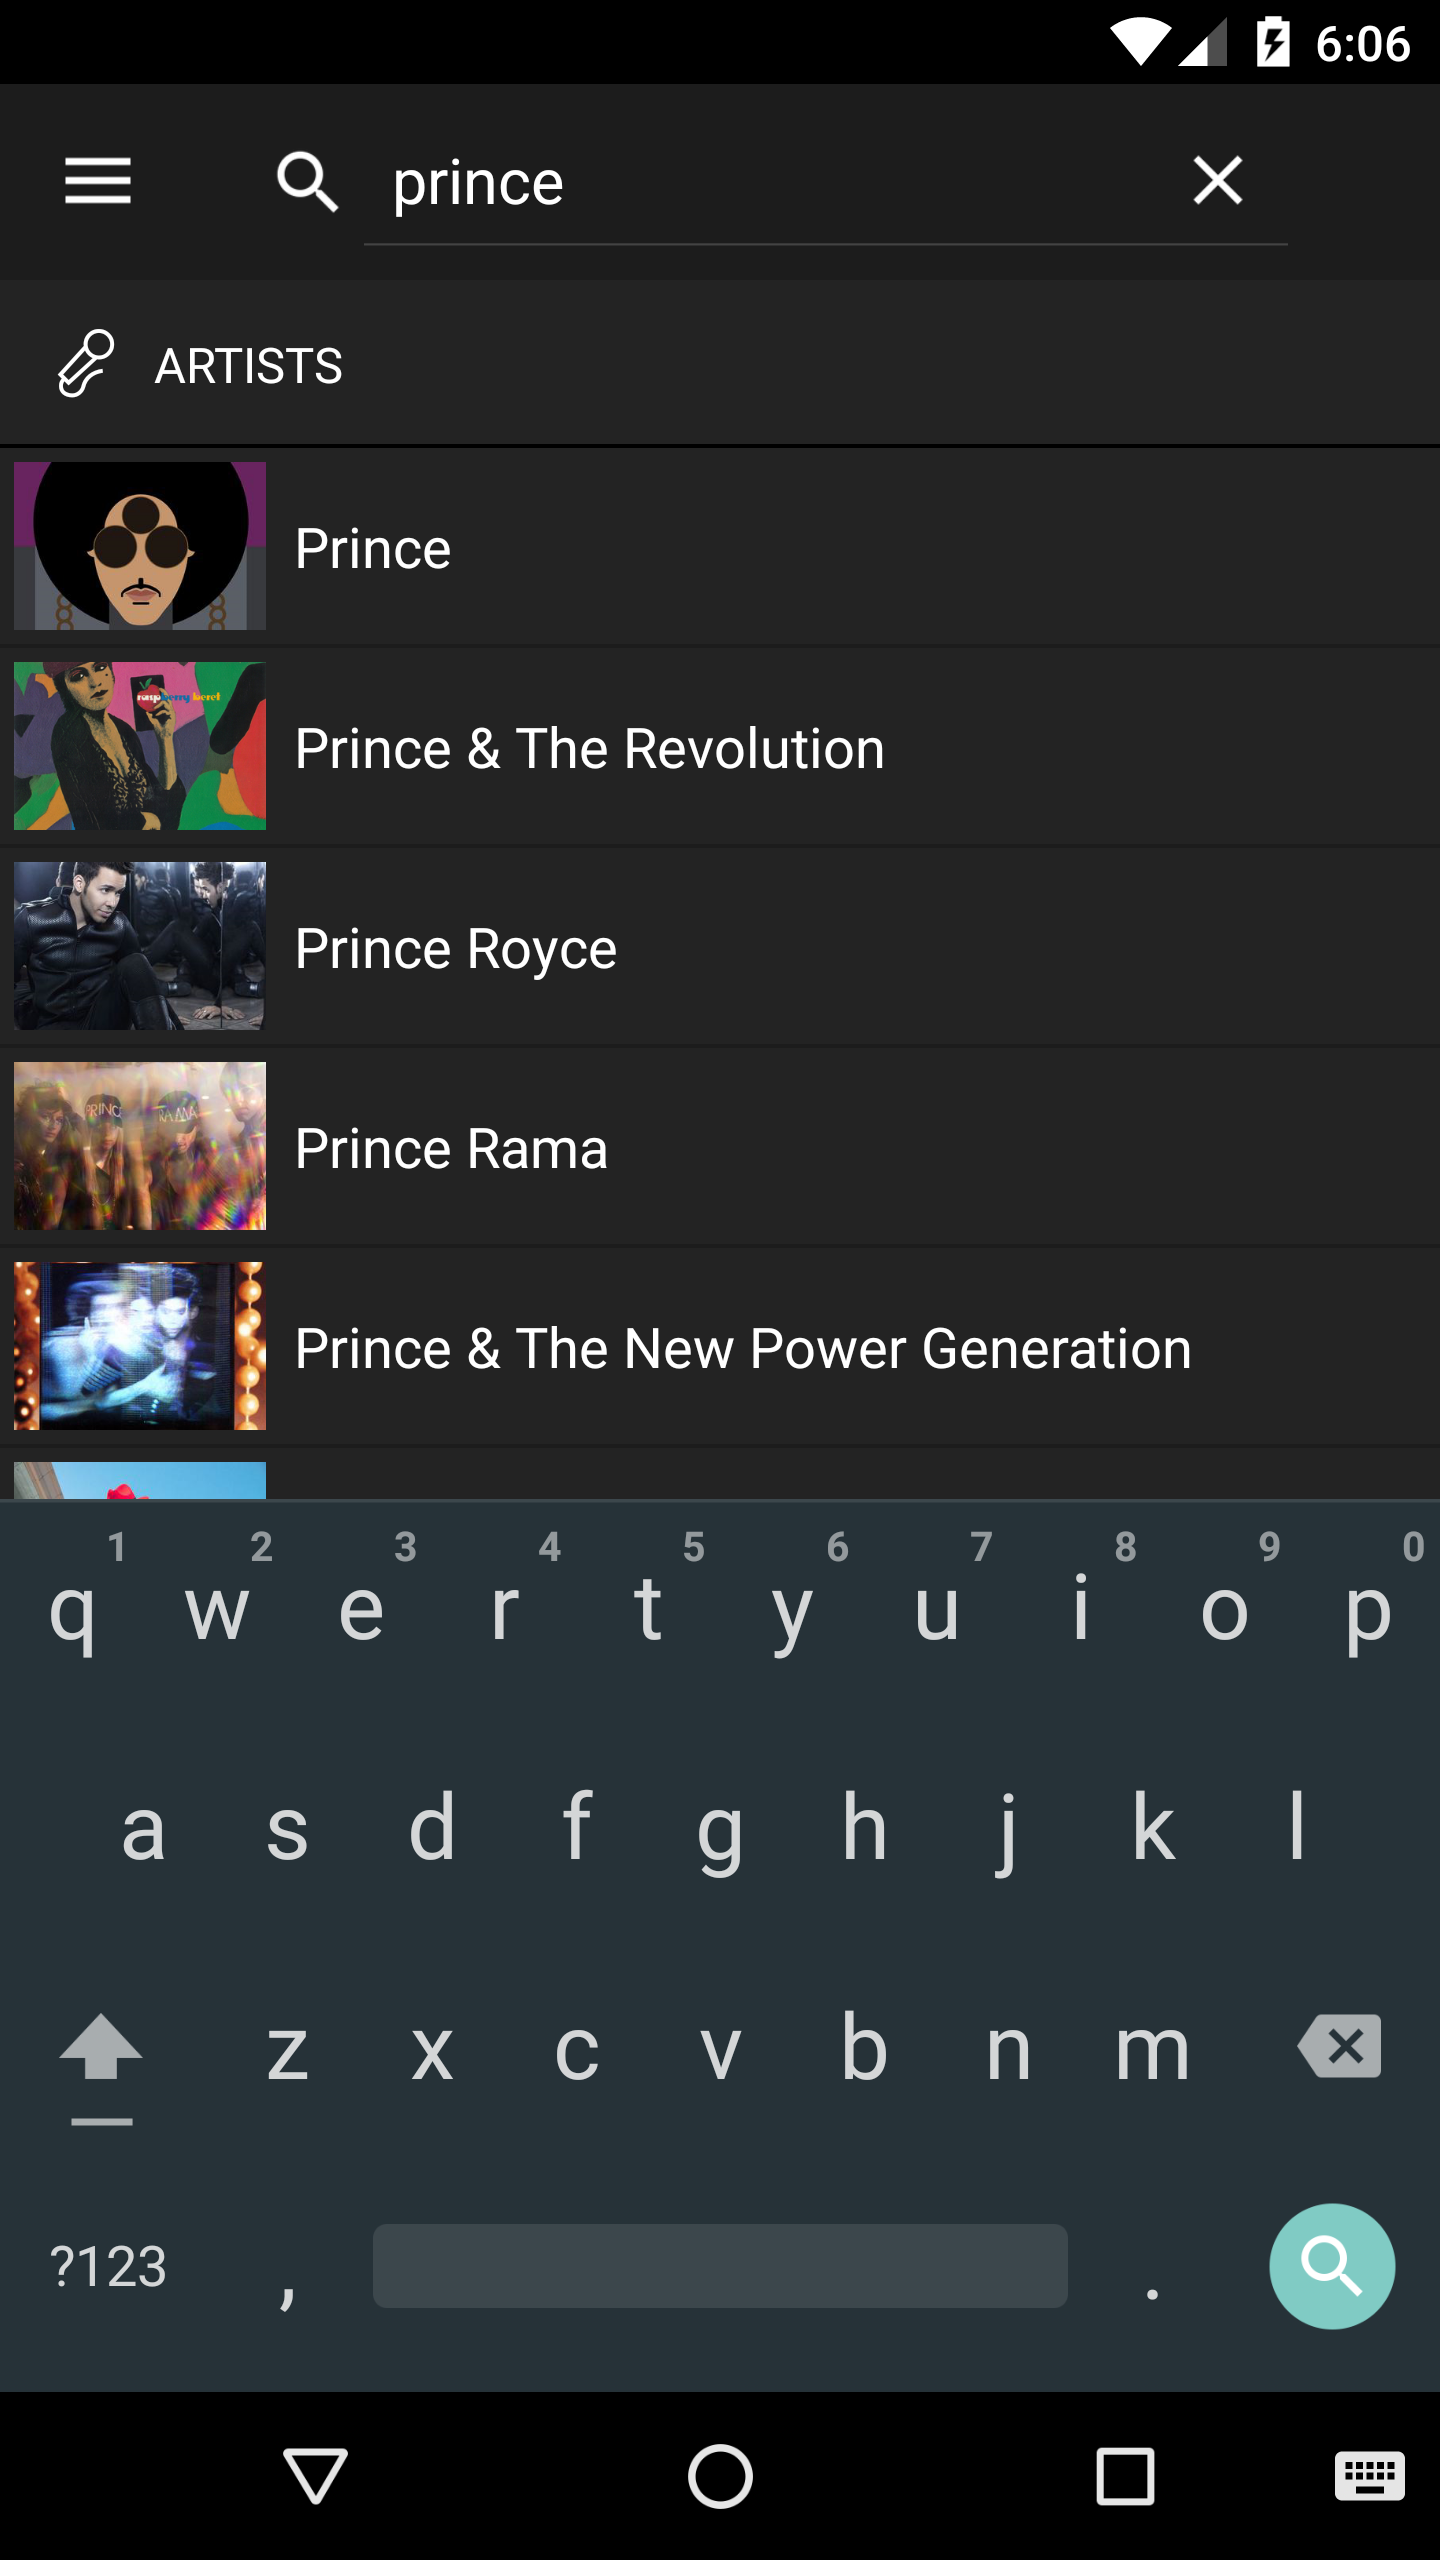 6:06
prince
ARTISTS
Prince
raspberry beret
Prince & The Revolution
Prince Royce
PRINCE
RAMA
Prince Rama
Prince & The New Power Generation
1 2 3 4 5 6 7 8 9 0
q w e r t y u i o p
a s d f g h j k l
z x c v b n m
?123 , .